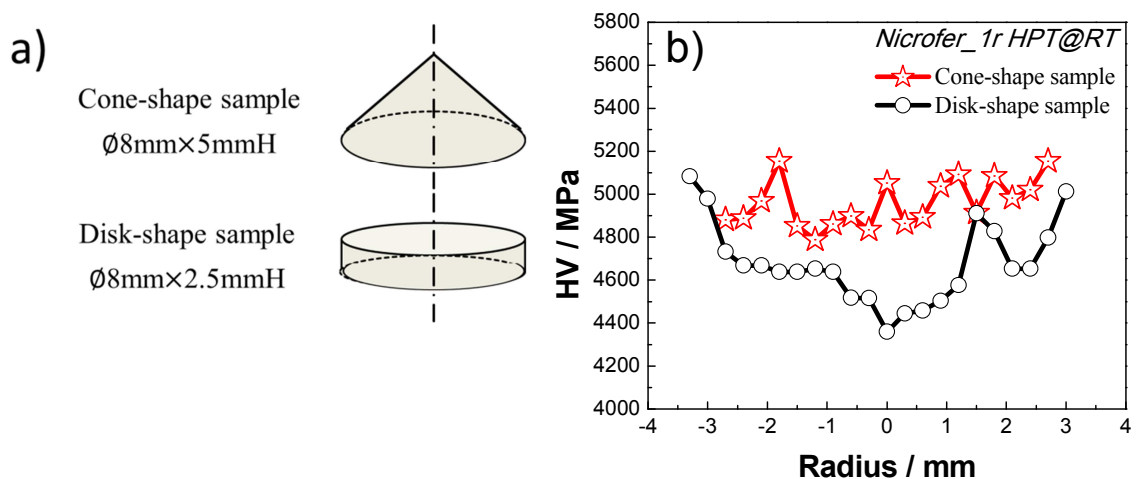 a)
Cone-shape sample
Ø8mm×5mmH
Disk-shape sample
Ø8mm×2.5mmH
b)
Nicrofer_1r HPT@RT
Cone-shape sample
Disk-shape sample
HV / MPa
5800
5600
5400
5200
5000
4800
4600
4400
4200
4000
-4 -3 -2 -1 0 1 2 3 4
Radius / mm